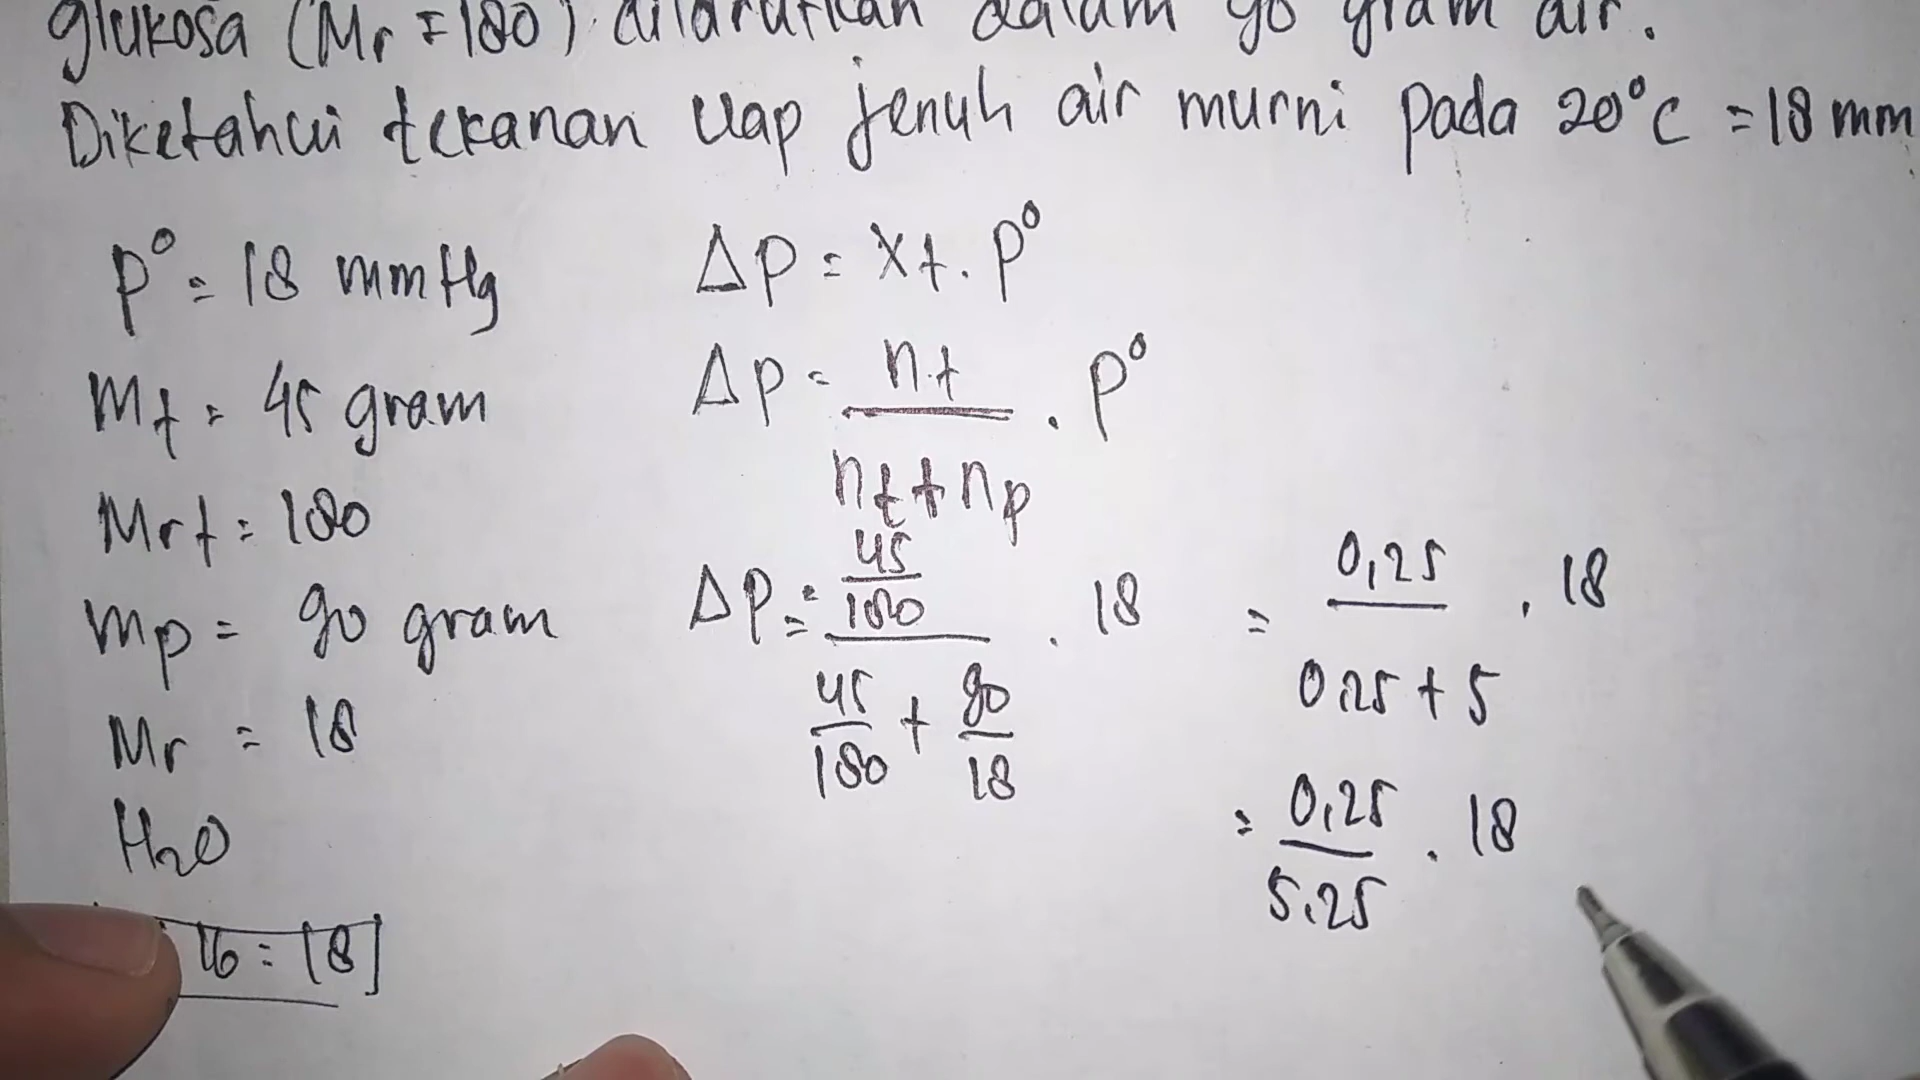 glukosa (Mr = 180) dilarutkan dalam 90 gram air.
Diketahui tekanan uap jenuh air murni pada 20°C = 18 mm
P° = 18 mmHg
Mt = 45 gram
Mrt = 180
mp = 90 gram
Mr = 18
H2O
16 = 18]
ΔP = Xt . P°
ΔP = nt / nt + np . P°
ΔP = 45/180 / 45/180 + 90/18 . 18
= 0,25 / 0,25 + 5 . 18
= 0,25 / 5,25 . 18